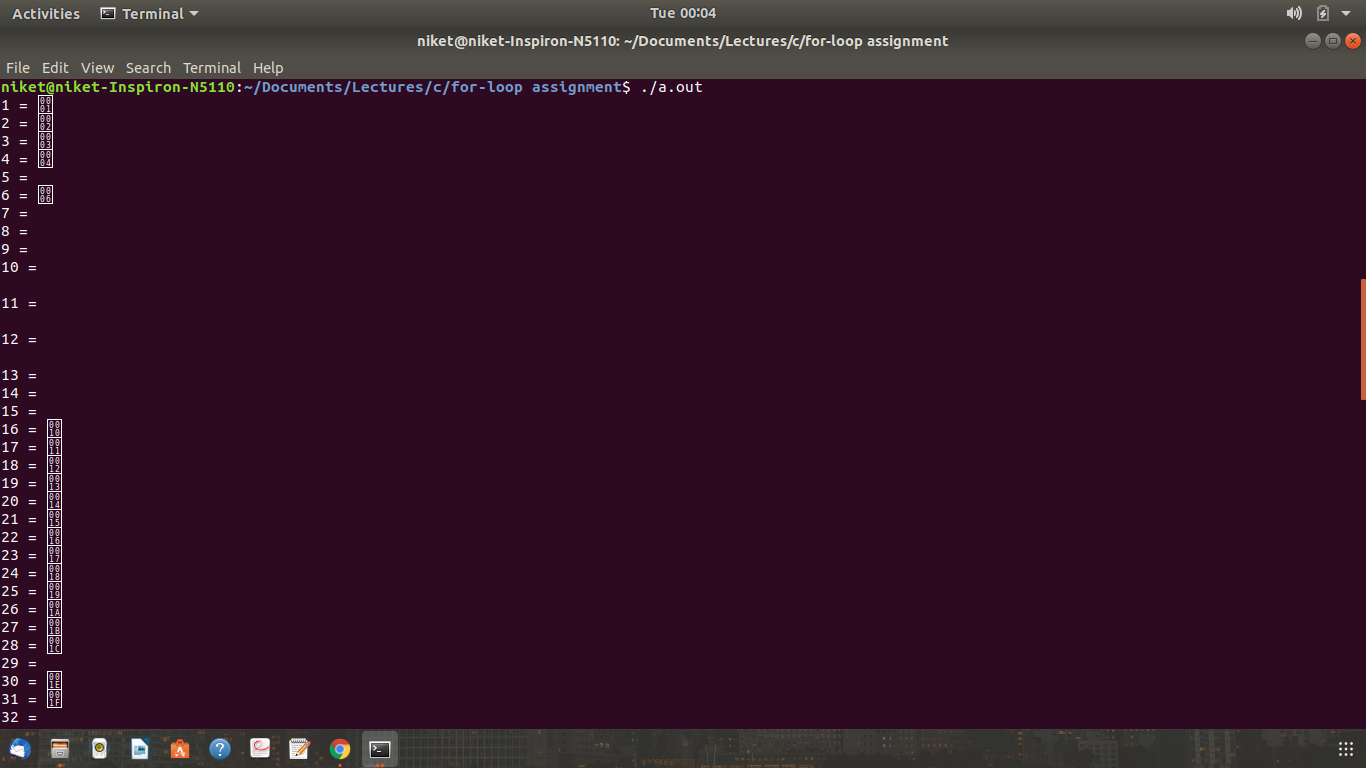 Activities Terminal Tue 00:04
niket@niket-Inspiron-N5110: ~/Documents/Lectures/c/for-loop assignment
File Edit View Search Terminal Help
niket@niket-Inspiron-N5110:~/Documents/Lectures/c/for-loop assignment$ ./a.out
1 = 0001
2 = 0002
3 = 0003
4 = 0004
5 =
6 = 0006
7 =
8 =
9 =
10 =
11 =
12 =
13 =
14 =
15 =
16 = 0010
17 = 0011
18 = 0012
19 = 0013
20 = 0014
21 = 0015
22 = 0016
23 = 0017
24 = 0018
25 = 0019
26 = 001A
27 = 001B
28 = 001C
29 =
30 = 001E
31 = 001F
32 =